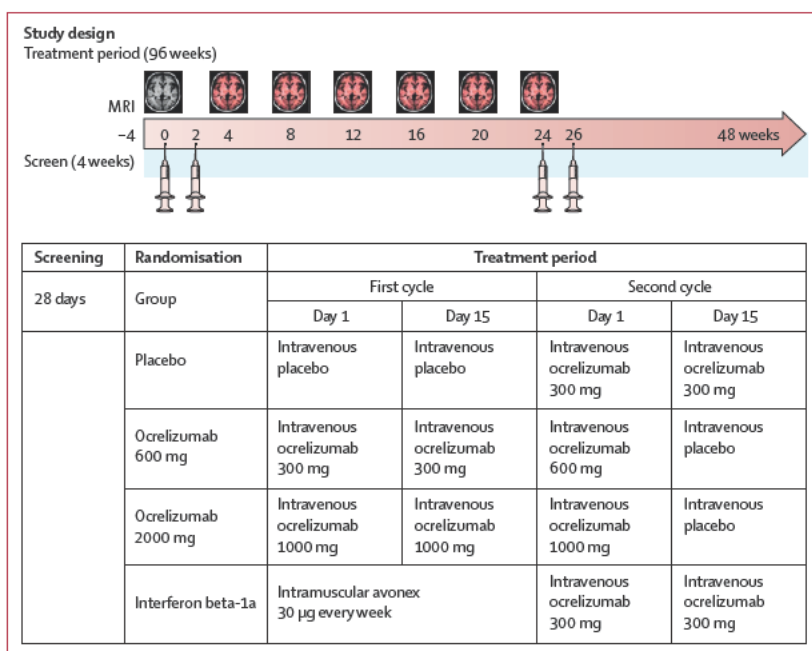 Study design
Treatment period (96 weeks)
MRI
−4 0 2 4 8 12 16 20 24 26 48 weeks
Screen (4 weeks)
Screening Randomisation Treatment period
28 days Group First cycle Second cycle
Day 1 Day 15 Day 1 Day 15
Placebo
Intravenous
placebo
Intravenous
placebo
Intravenous
ocrelizumab
300 mg
Intravenous
ocrelizumab
300 mg
Ocrelizumab
600 mg
Intravenous
ocrelizumab
300 mg
Intravenous
ocrelizumab
300 mg
Intravenous
ocrelizumab
600 mg
Intravenous
placebo
Ocrelizumab
2000 mg
Intravenous
ocrelizumab
1000 mg
Intravenous
ocrelizumab
1000 mg
Intravenous
ocrelizumab
1000 mg
Intravenous
placebo
Interferon beta-1a
Intramuscular avonex
30 µg every week
Intravenous
ocrelizumab
300 mg
Intravenous
ocrelizumab
300 mg